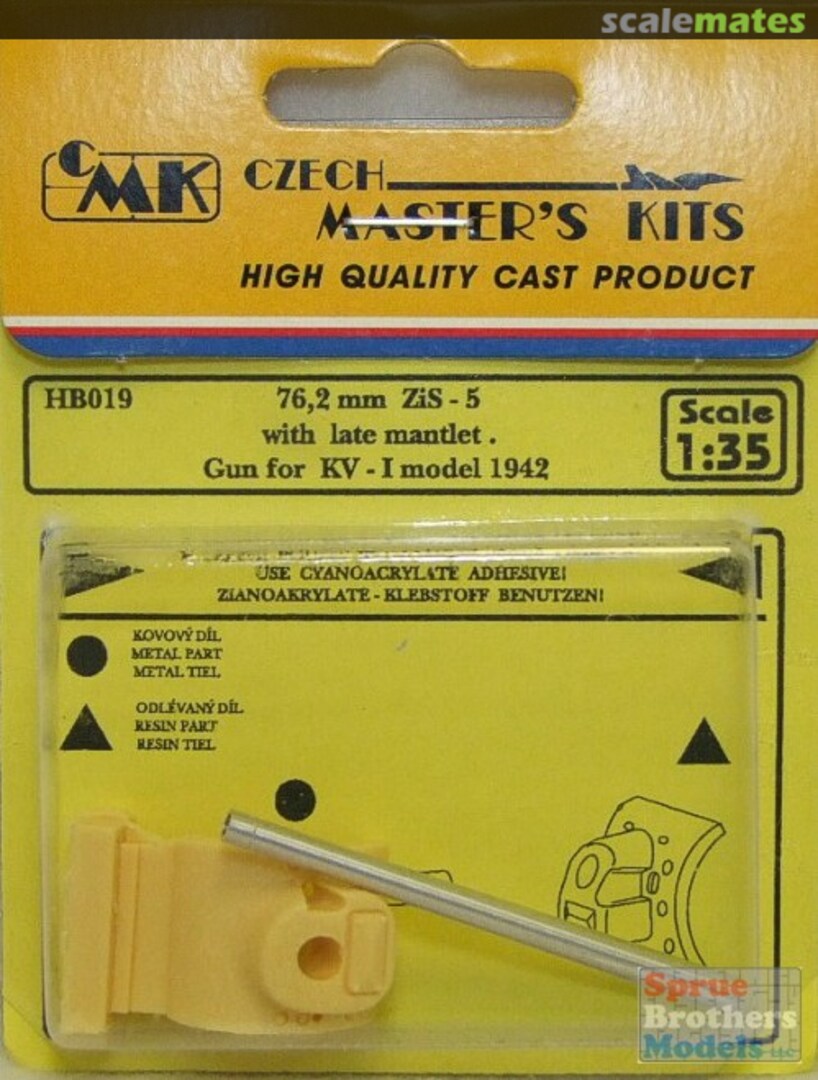 scalemates
CMK
CZECH
MASTER'S KITS
HIGH QUALITY CAST PRODUCT
HB019
76,2 mm ZiS - 5
with late mantlet .
Gun for KV - I model 1942
Scale
1:35
USE CYANOACRYLATE ADHESIVE!
ZIANOAKRYLATE - KLEBSTOFF BENUTZEN!
KOVOVÝ DÍL
METAL PART
METAL TIEL
ODLÉVANÝ DÍL
RESIN PART
RESIN TIEL
Sprue
Brothers
Models LLC